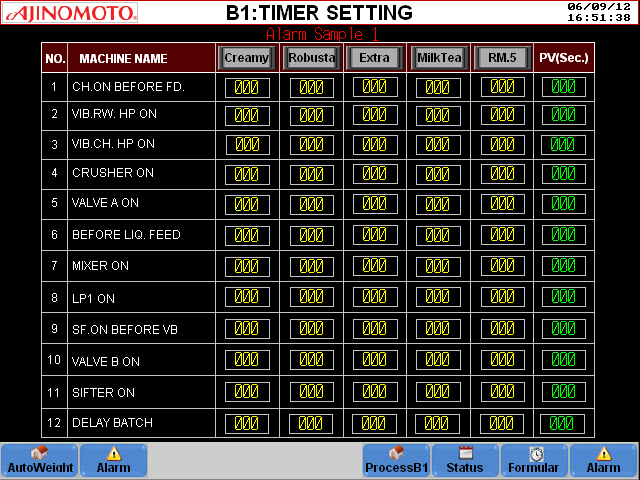 AJINOMOTO B1:TIMER SETTING 06/09/12
16:51:38
Alarm Sample 1
NO. MACHINE NAME Creamy Robusta Extra MilkTea RM.5 PV(Sec.)
1 CH.ON BEFORE FD. 000 000 000 000 000 000
2 VIB.RW. HP ON 000 000 000 000 000 000
3 VIB.CH. HP ON 000 000 000 000 000 000
4 CRUSHER ON 000 000 000 000 000 000
5 VALVE A ON 000 000 000 000 000 000
6 BEFORE LIQ. FEED 000 000 000 000 000 000
7 MIXER ON 000 000 000 000 000 000
8 LP1 ON 000 000 000 000 000 000
9 SF.ON BEFORE VB 000 000 000 000 000 000
10 VALVE B ON 000 000 000 000 000 000
11 SIFTER ON 000 000 000 000 000 000
12 DELAY BATCH 000 000 000 000 000 000
AutoWeight Alarm ProcessB1 Status Formular Alarm